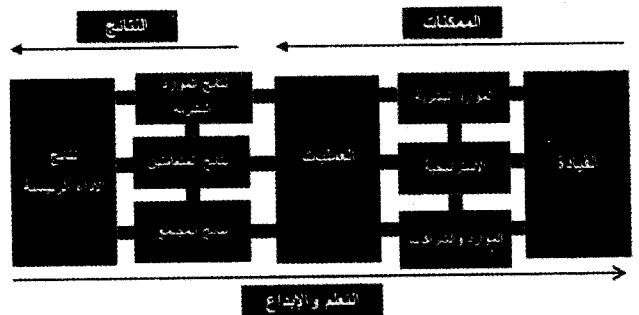 الممكنات
النتائج
القيادة
الموارد البشرية
الإستراتيجية
الموارد والشراكات
العمليات
نتائج الموارد
البشرية
نتائج المتعاملين
نتائج المجتمع
نتائج
الأداء الرئيسية
التعلم والإبداع